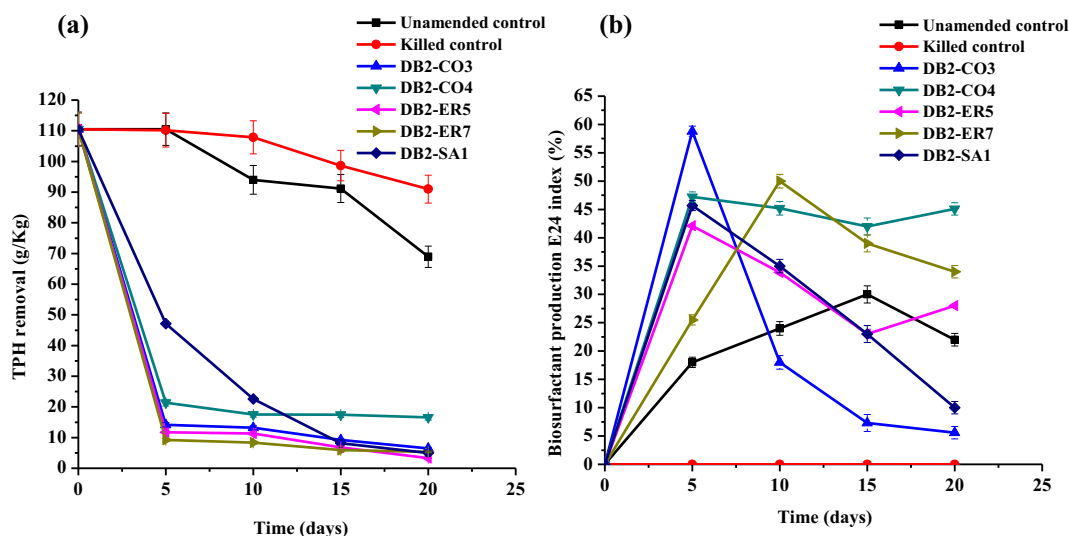 (a)
Unamended control
Killed control
DB2-CO3
DB2-CO4
DB2-ER5
DB2-ER7
DB2-SA1
120
110
100
90
80
70
60
50
40
30
20
10
0
TPH removal (g/Kg)
0 5 10 15 20 25
Time (days)
(b)
Unamended control
Killed control
DB2-CO3
DB2-CO4
DB2-ER5
DB2-ER7
DB2-SA1
65
60
55
50
45
40
35
30
25
20
15
10
5
0
Biosurfactant production E24 index (%)
0 5 10 15 20 25
Time (days)